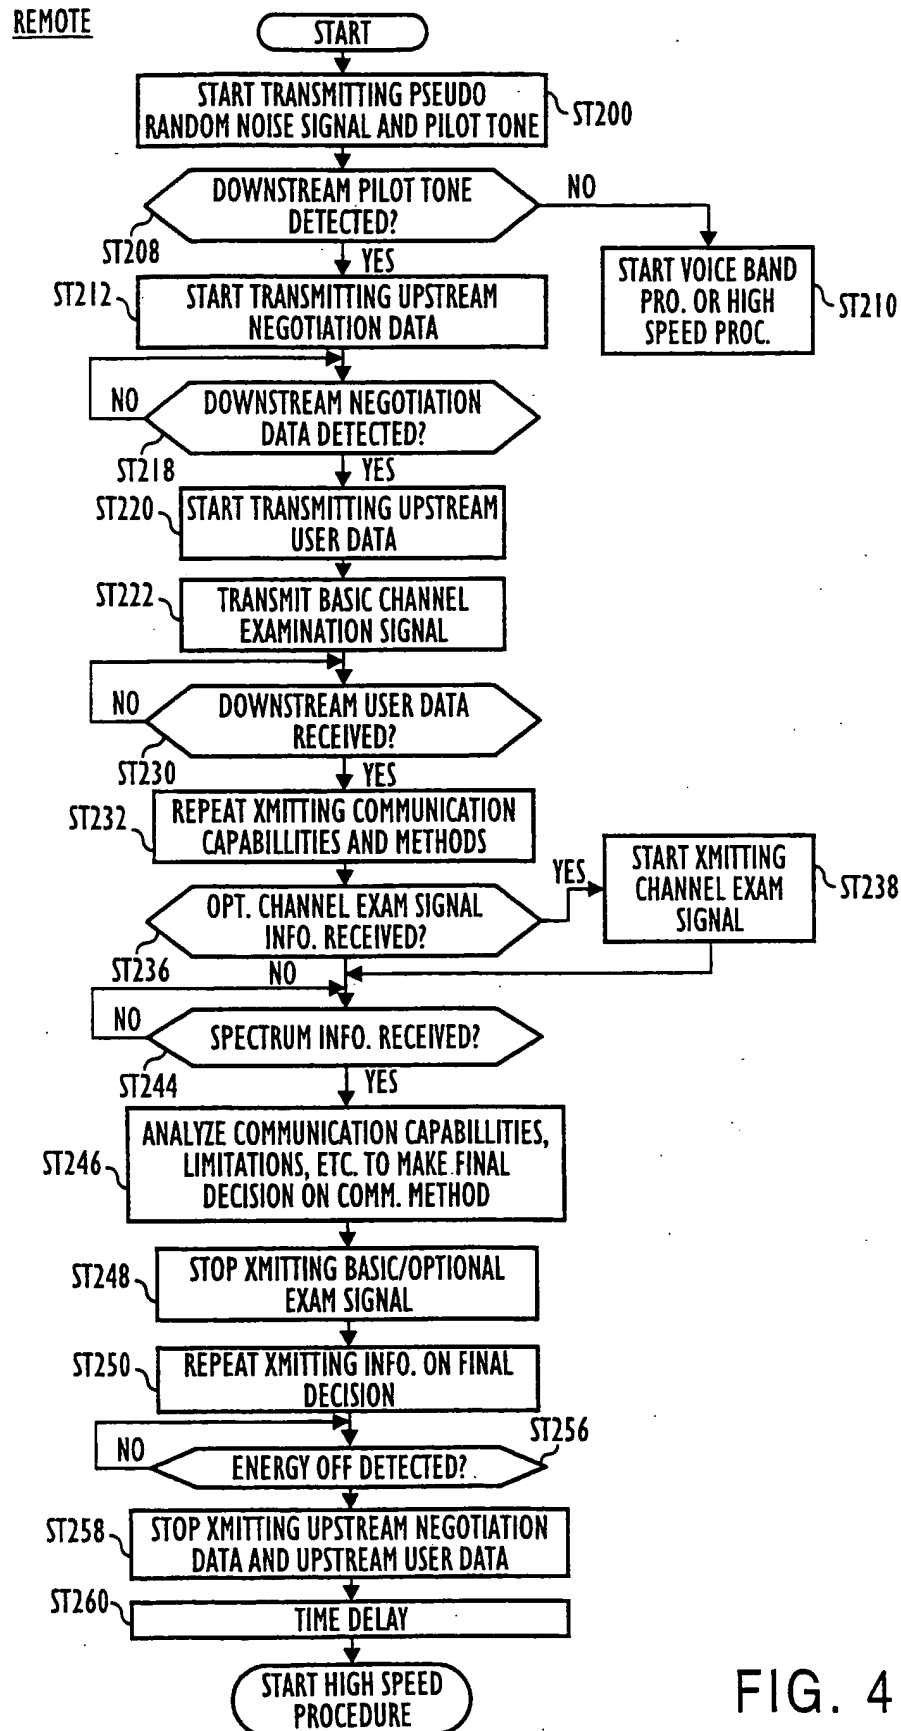 REMOTE
START
START TRANSMITTING PSEUDO
RANDOM NOISE SIGNAL AND PILOT TONE
ST200
DOWNSTREAM PILOT TONE
DETECTED?
NO
ST208
YES
START VOICE BAND
PRO. OR HIGH
SPEED PROC.
ST210
ST212
START TRANSMITTING UPSTREAM
NEGOTIATION DATA
NO
DOWNSTREAM NEGOTIATION
DATA DETECTED?
ST218
YES
ST220
START TRANSMITTING UPSTREAM
USER DATA
ST222
TRANSMIT BASIC CHANNEL
EXAMINATION SIGNAL
NO
DOWNSTREAM USER DATA
RECEIVED?
ST230
YES
ST232
REPEAT XMITTING COMMUNICATION
CAPABILLITIES AND METHODS
OPT. CHANNEL EXAM SIGNAL
INFO. RECEIVED?
YES
START XMITTING
CHANNEL EXAM
SIGNAL
ST238
ST236
NO
NO
SPECTRUM INFO. RECEIVED?
ST244
YES
ST246
ANALYZE COMMUNICATION CAPABILLITIES,
LIMITATIONS, ETC. TO MAKE FINAL
DECISION ON COMM. METHOD
ST248
STOP XMITTING BASIC/OPTIONAL
EXAM SIGNAL
ST250
REPEAT XMITTING INFO. ON FINAL
DECISION
ST256
NO
ENERGY OFF DETECTED?
ST258
STOP XMITTING UPSTREAM NEGOTIATION
DATA AND UPSTREAM USER DATA
ST260
TIME DELAY
START HIGH SPEED
PROCEDURE
FIG. 4